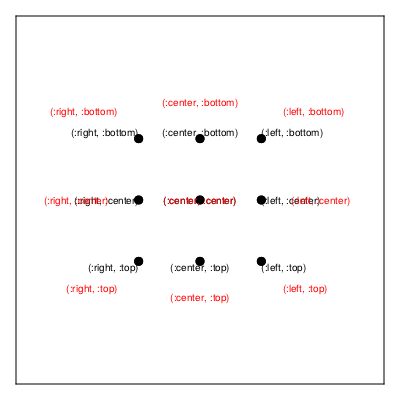 (:center, :bottom)
(:right, :bottom) (:left, :bottom)
(:right, :bottom) (:center, :bottom) (:left, :bottom)
(:right, :center) (:right, :center) (:center, :center) (:center, :center) (:left, :center) (:left, :center)
(:right, :top) (:center, :top) (:left, :top)
(:right, :top) (:left, :top)
(:center, :top)